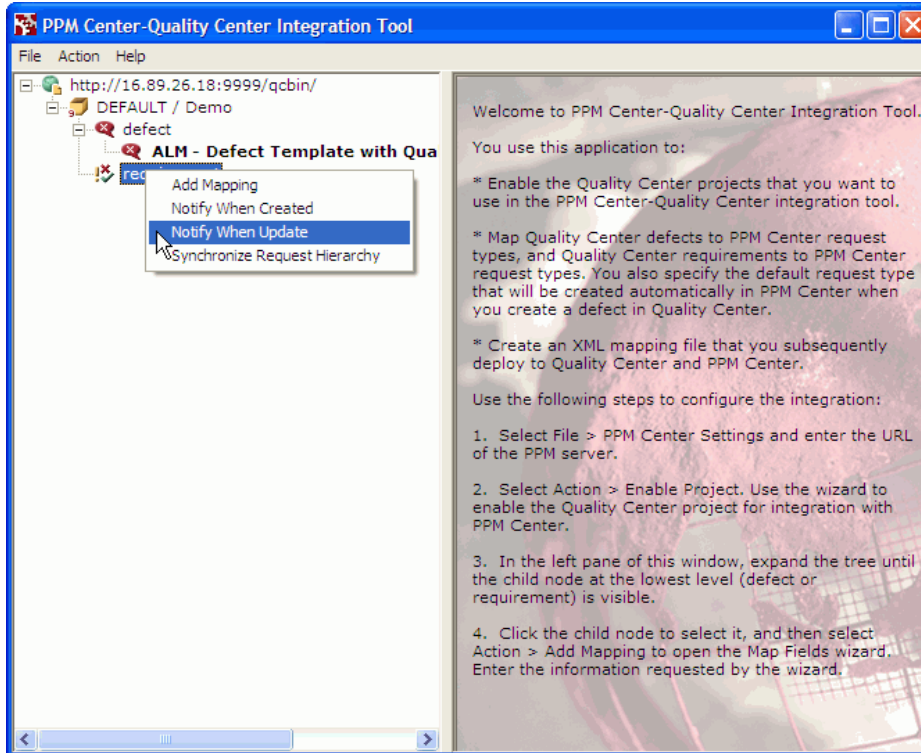 PPM Center-Quality Center Integration Tool
File Action Help
http://16.89.26.18:9999/qcbin/
DEFAULT / Demo
defect
ALM - Defect Template with Qua
Add Mapping
Notify When Created
Notify When Update
Synchronize Request Hierarchy
Welcome to PPM Center-Quality Center Integration Tool.
You use this application to:
* Enable the Quality Center projects that you want to
use in the PPM Center-Quality Center integration tool.
* Map Quality Center defects to PPM Center request
types, and Quality Center requirements to PPM Center
request types. You also specify the default request type
that will be created automatically in PPM Center when
you create a defect in Quality Center.
* Create an XML mapping file that you subsequently
deploy to Quality Center and PPM Center.
Use the following steps to configure the integration:
1. Select File > PPM Center Settings and enter the URL
of the PPM server.
2. Select Action > Enable Project. Use the wizard to
enable the Quality Center project for integration with
PPM Center.
3. In the left pane of this window, expand the tree until
the child node at the lowest level (defect or
requirement) is visible.
4. Click the child node to select it, and then select
Action > Add Mapping to open the Map Fields wizard.
Enter the information requested by the wizard.